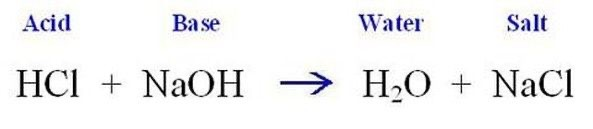 Acid Base Water Salt
HCl + NaOH → H₂O + NaCl